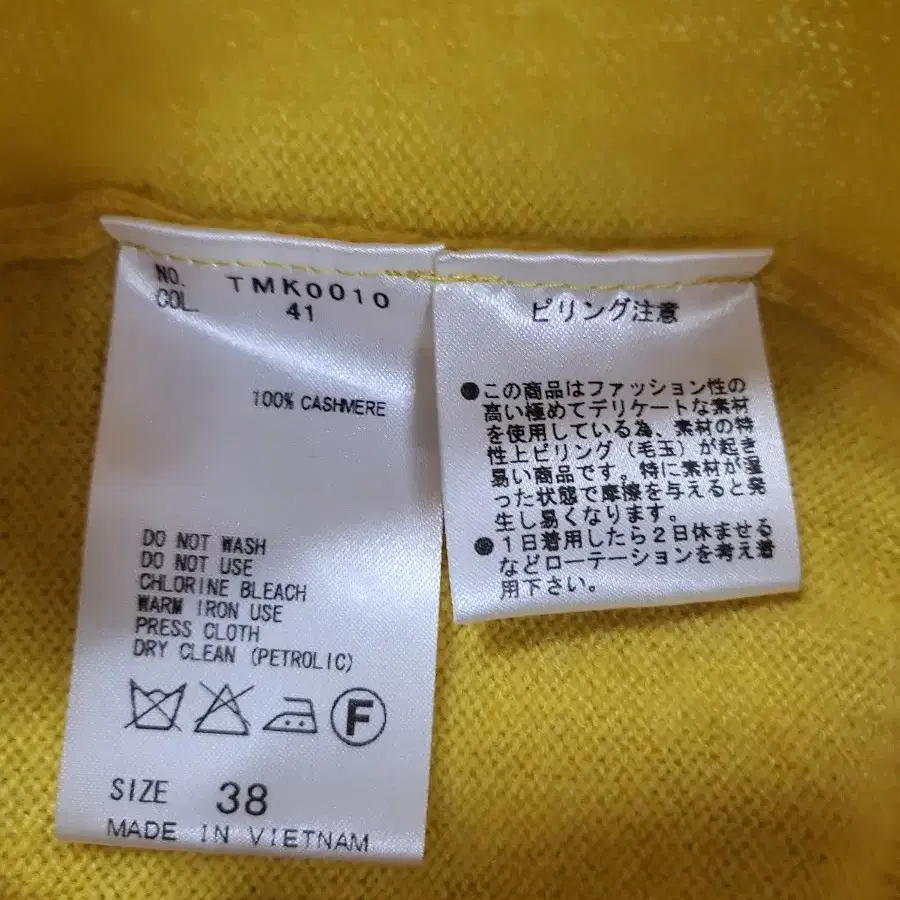 NO. TMK0010
COL. 41
100% CASHMERE
DO NOT WASH
DO NOT USE
CHLORINE BLEACH
WARM IRON USE
PRESS CLOTH
DRY CLEAN (PETROLIC)
F
SIZE 38
MADE IN VIETNAM
ピリング注意
●この商品はファッション性の
高い極めてデリケートな素材
を使用している為、素材の特
性上ピリング（毛玉）が起き
易い商品です。特に素材が湿
った状態で摩擦を与えると発
生し易くなります。
●１日着用したら２日休ませる
などローテーションを考え着
用下さい。